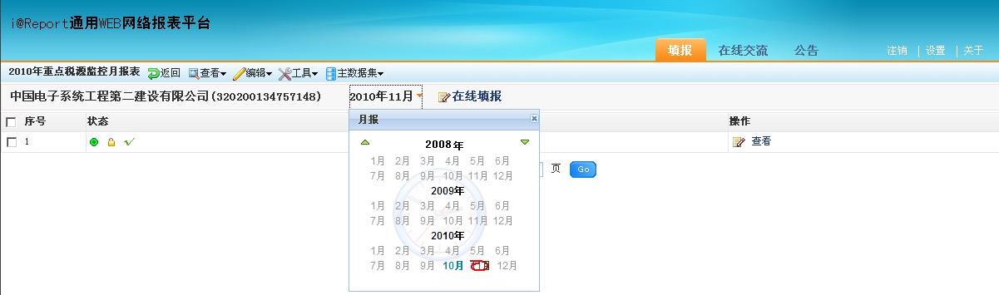 i@Report通用WEB网络报表平台
填报 在线交流 公告 注销 设置 关于
2010年重点税源监控月报表 返回 查看 编辑 工具 主数据集
中国电子系统工程第二建设有限公司(320200134757148) 2010年11月 在线填报
月报
序号 状态 操作
1 查看
2008年
1月 2月 3月 4月 5月 6月
7月 8月 9月 10月 11月 12月
页 Go
2009年
1月 2月 3月 4月 5月 6月
7月 8月 9月 10月 11月 12月
2010年
1月 2月 3月 4月 5月 6月
7月 8月 9月 10月 11月 12月